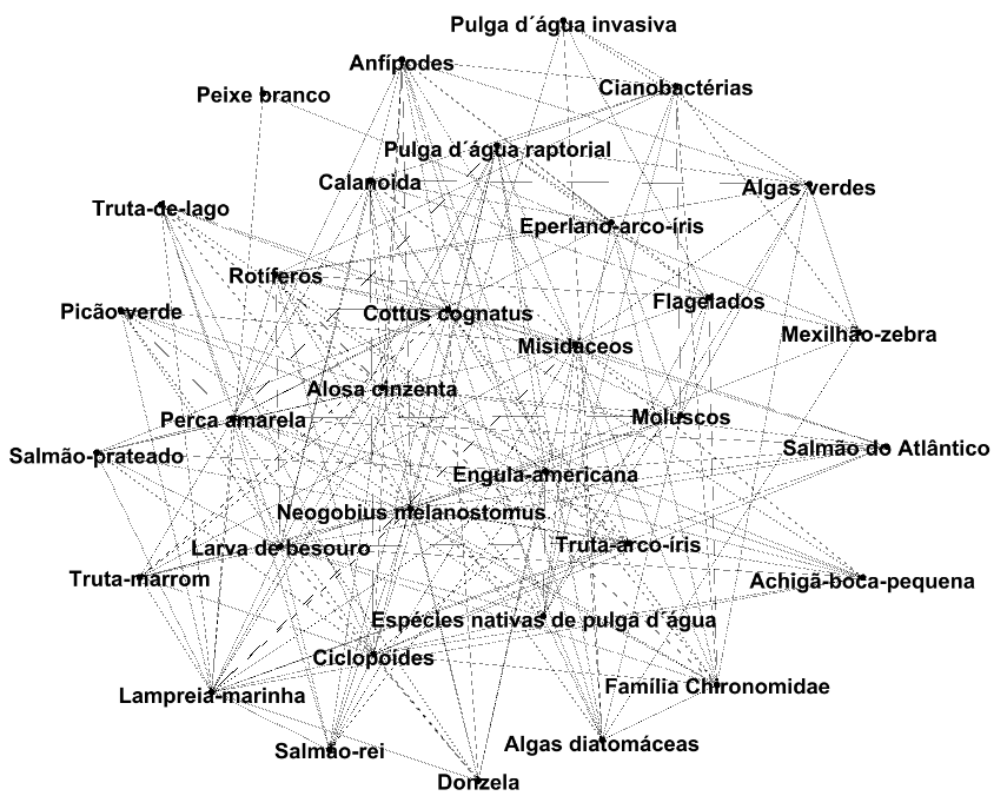 Pulga d´água invasiva
Anfípodes
Cianobactérias
Peixe branco
Pulga d´água raptorial
Calanoida
Algas verdes
Truta-de-lago
Eperlano-arco-íris
Rotíferos
Flagelados
Picão-verde
Cottus cognatus
Mexilhão-zebra
Misidáceos
Alosa cinzenta
Perca amarela
Moluscos
Salmão-prateado
Salmão do Atlântico
Engula-americana
Neogobius melanostomus
Larva de besouro
Truta-arco-íris
Truta-marrom
Achigã-boca-pequena
Espécies nativas de pulga d´água
Ciclopoides
Família Chironomidae
Lampreia-marinha
Salmão-rei
Algas diatomáceas
Donzela